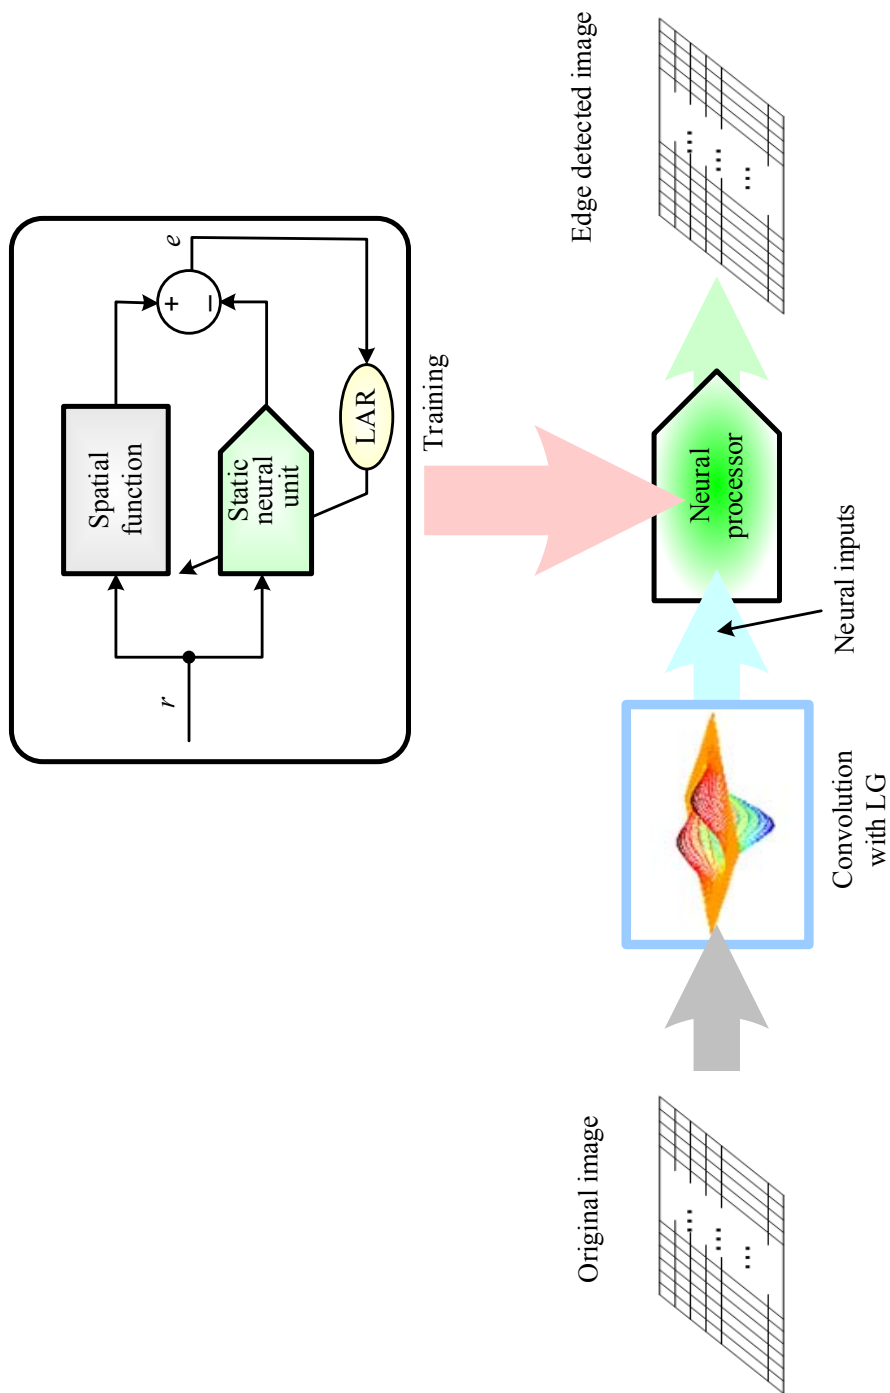 Spatial
function
+
−
e
r
Static
neural
unit
LAR
Training
Original image
Convolution
with LG
Neural inputs
Neural
processor
Edge detected image
...
...
...
...
...
...